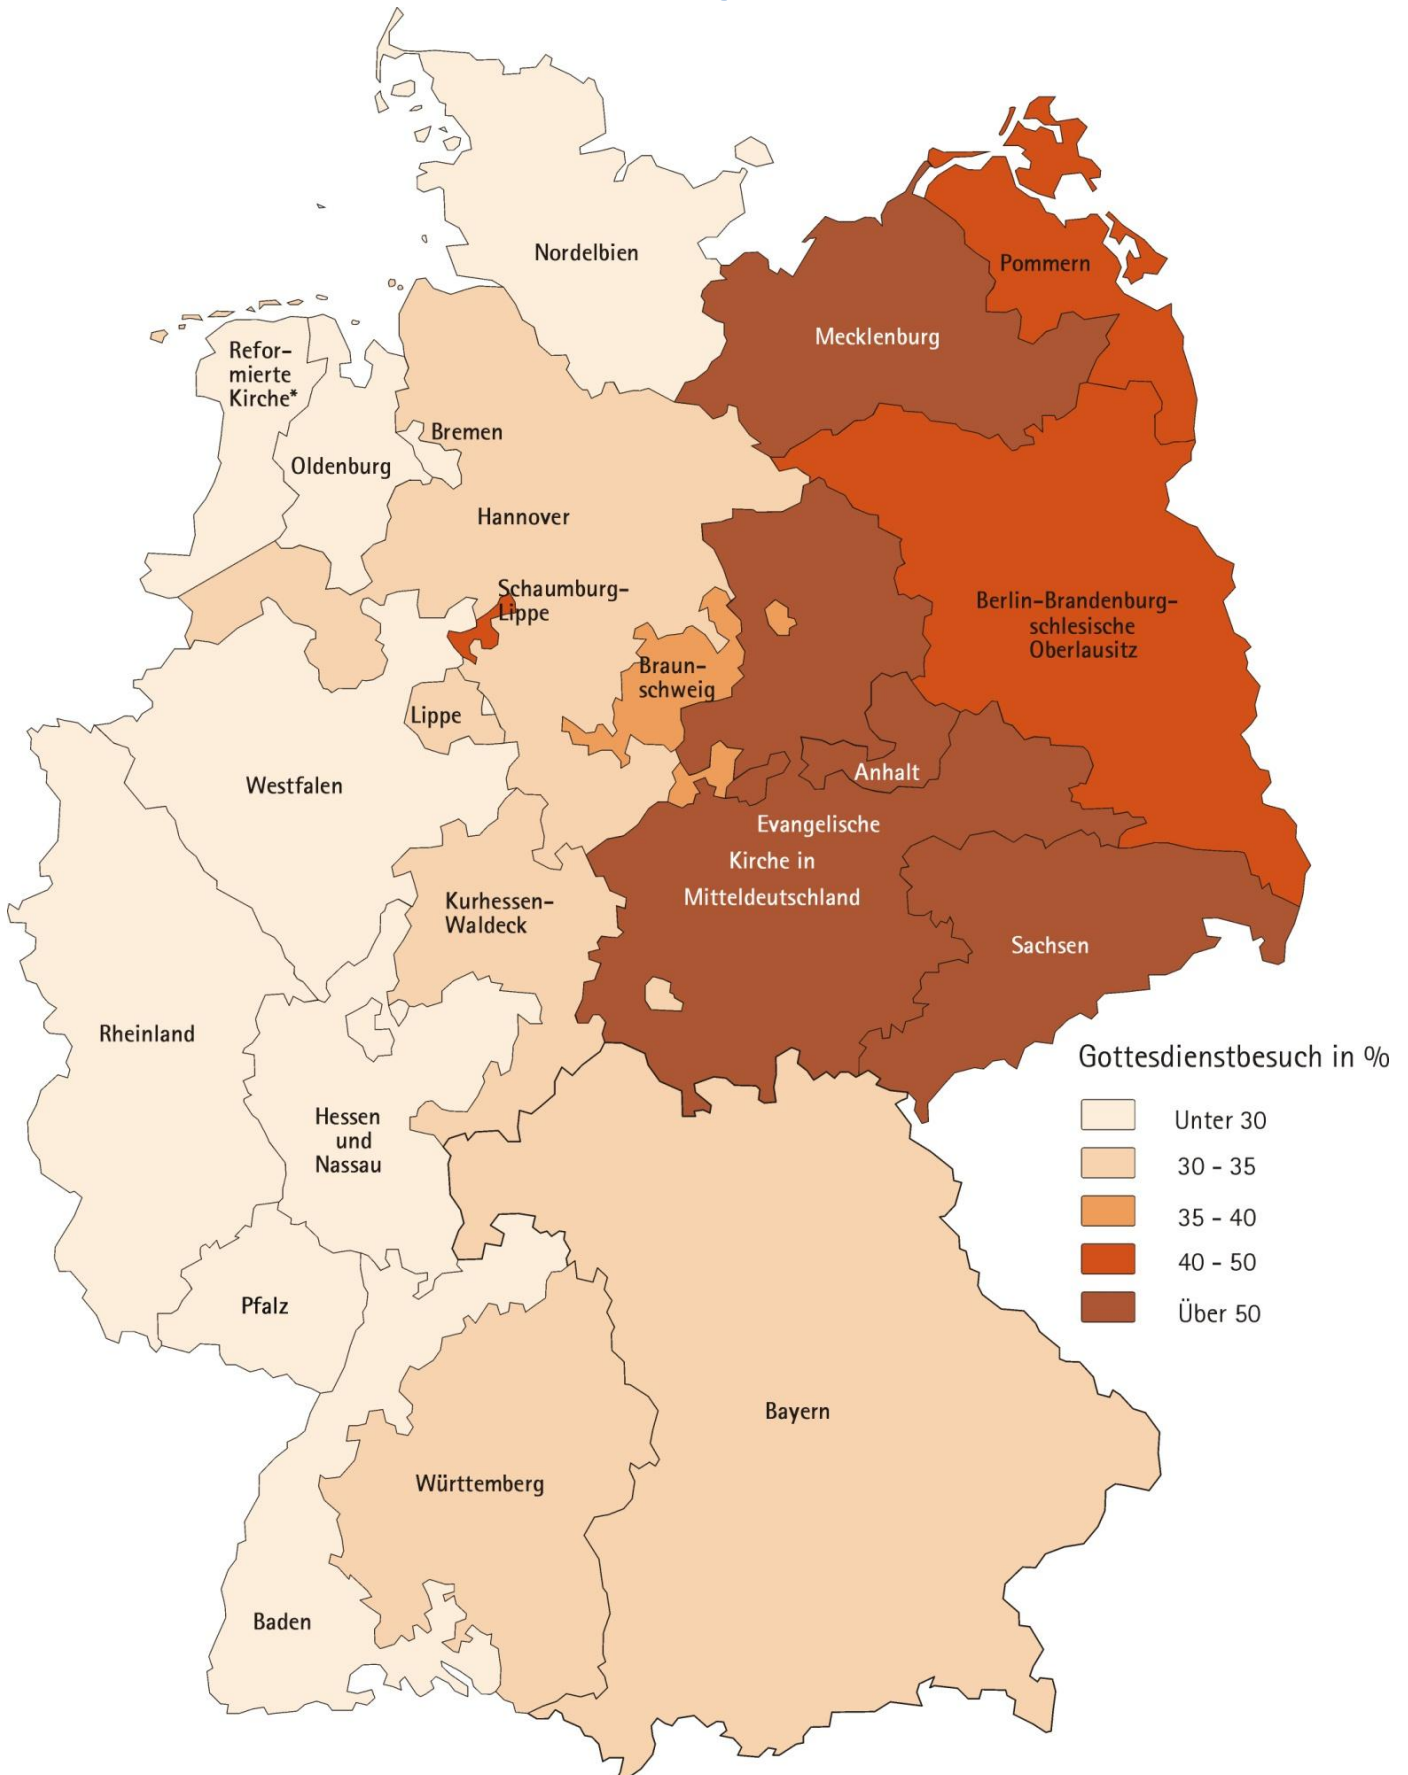 Nordelbien
Pommern
Mecklenburg
Refor-
mierte
Kirche*
Bremen
Oldenburg
Hannover
Schaumburg-
Lippe
Berlin-Brandenburg-
schlesische
Oberlausitz
Braun-
schweig
Lippe
Westfalen
Anhalt
Evangelische
Kirche in
Mitteldeutschland
Kurhessen-
Waldeck
Sachsen
Rheinland
Hessen
und
Nassau
Pfalz
Bayern
Württemberg
Baden
Gottesdienstbesuch in %
Unter 30
30 - 35
35 - 40
40 - 50
Über 50